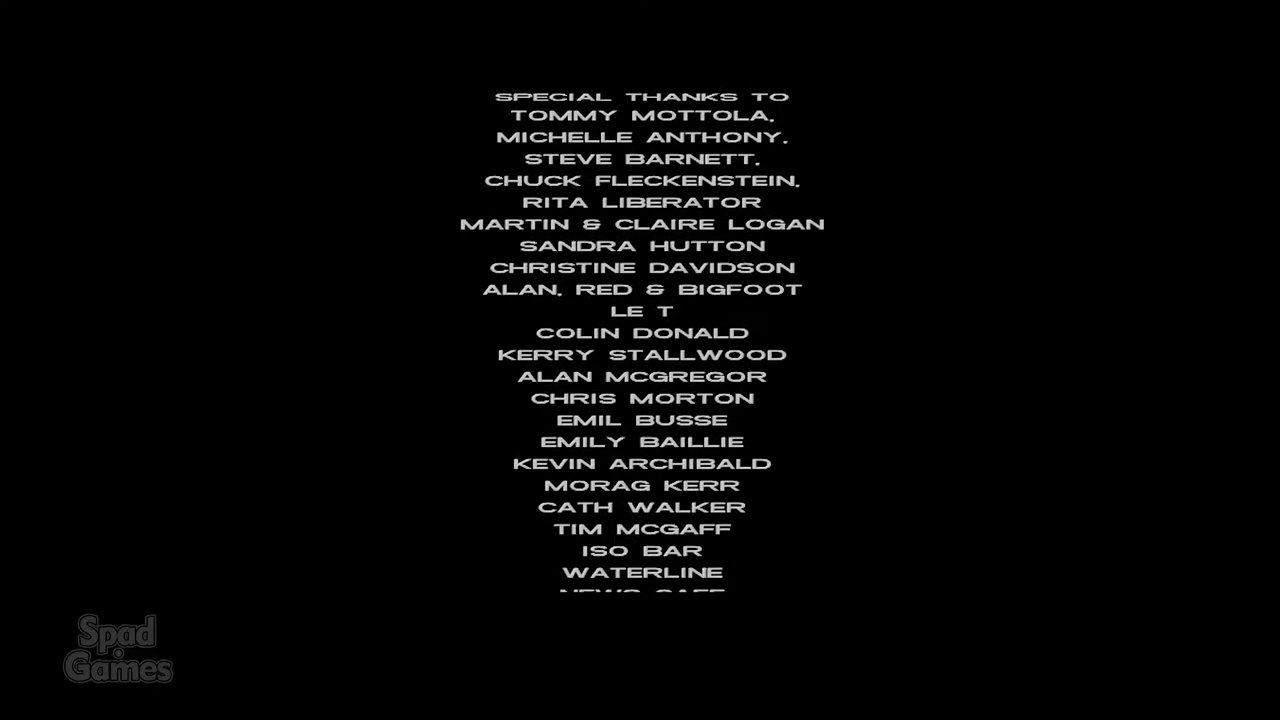 SPECIAL THANKS TO
TOMMY MOTTOLA,
MICHELLE ANTHONY,
STEVE BARNETT,
CHUCK FLECKENSTEIN,
RITA LIBERATOR
MARTIN & CLAIRE LOGAN
SANDRA HUTTON
CHRISTINE DAVIDSON
ALAN, RED & BIGFOOT
LE T
COLIN DONALD
KERRY STALLWOOD
ALAN MCGREGOR
CHRIS MORTON
EMIL BUSSE
EMILY BAILLIE
KEVIN ARCHIBALD
MORAG KERR
CATH WALKER
TIM MCGAFF
ISO BAR
WATERLINE
Spad
Games